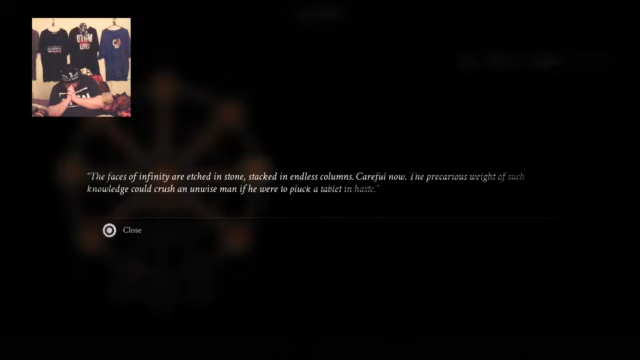 "The faces of infinity are etched in stone, stacked in endless columns. Careful now. The precarious weight of such
knowledge could crush an unwise man if he were to pluck a tablet in haste."
Close